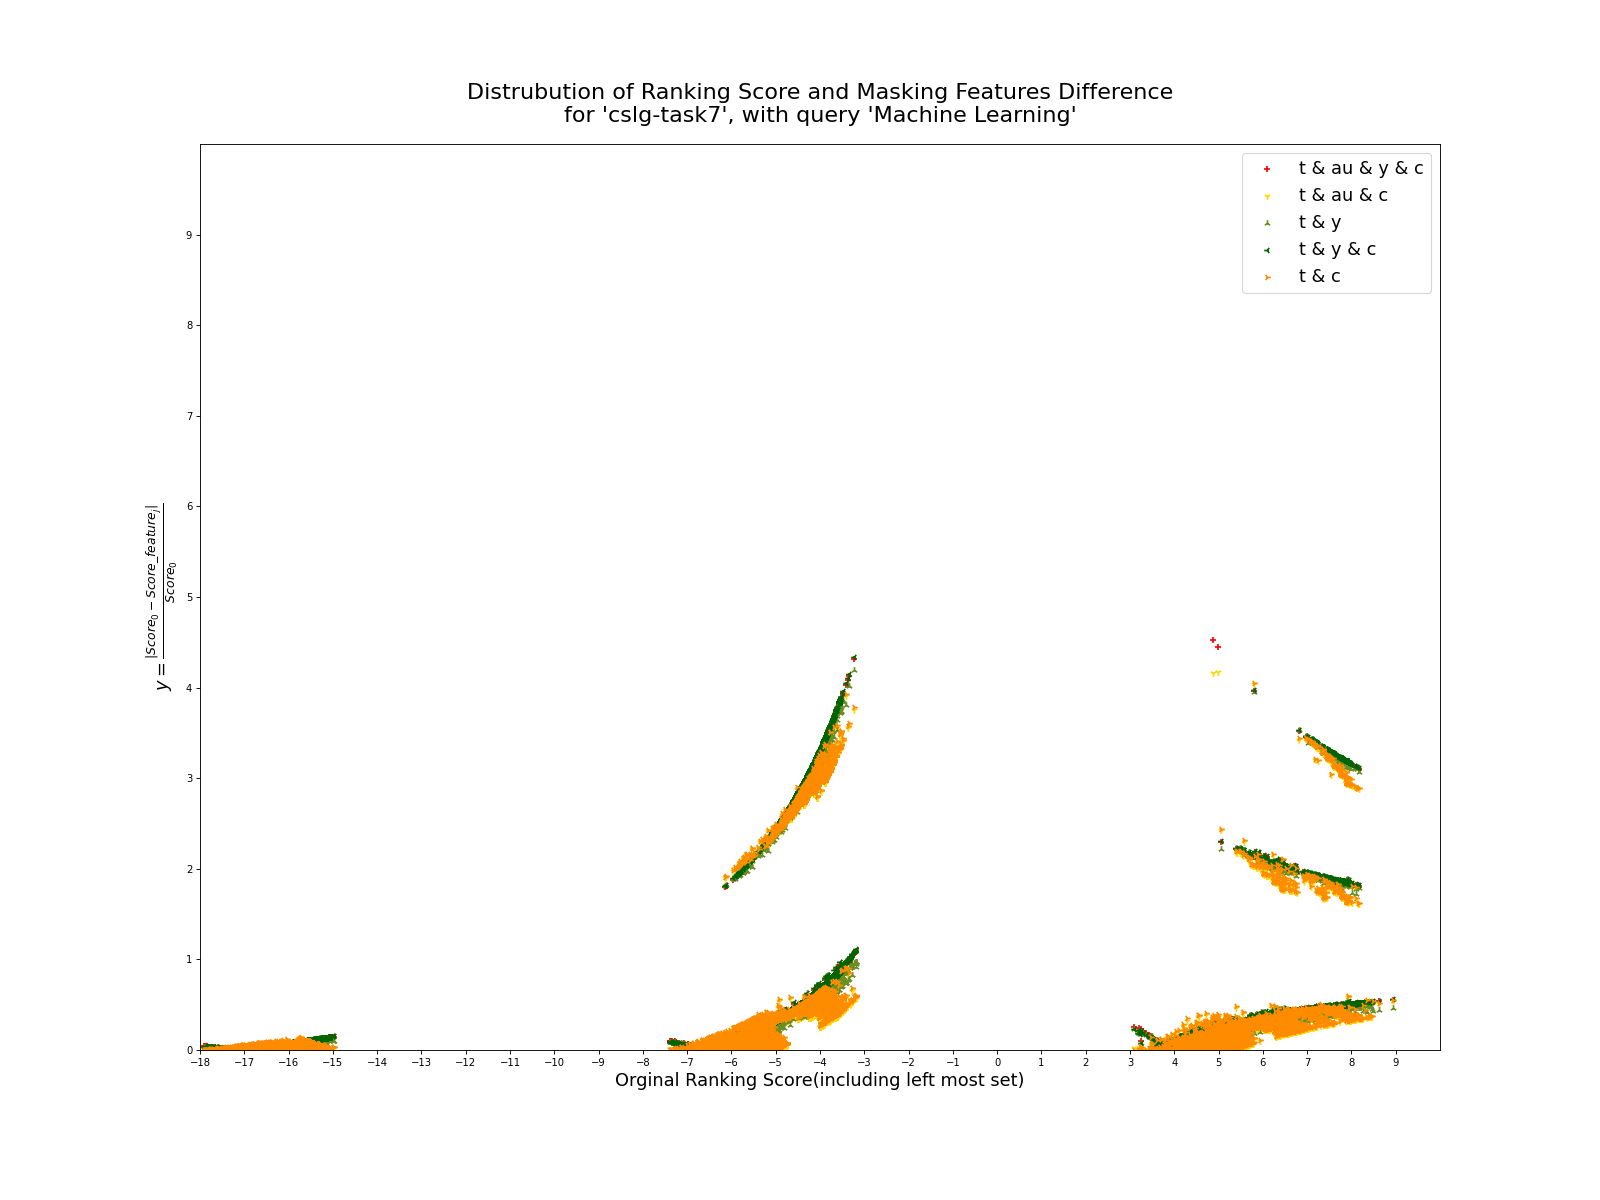 Distrubution of Ranking Score and Masking Features Difference
for 'cslg-task7', with query 'Machine Learning'
t & au & y & c
t & au & c
t & y
t & y & c
t & c
9
8
7
6
5
4
3
2
1
0
y = |Score₀ − Score_featureⱼ| / Score₀
−18 −17 −16 −15 −14 −13 −12 −11 −10 −9 −8 −7 −6 −5 −4 −3 −2 −1 0 1 2 3 4 5 6 7 8 9
Orginal Ranking Score(including left most set)